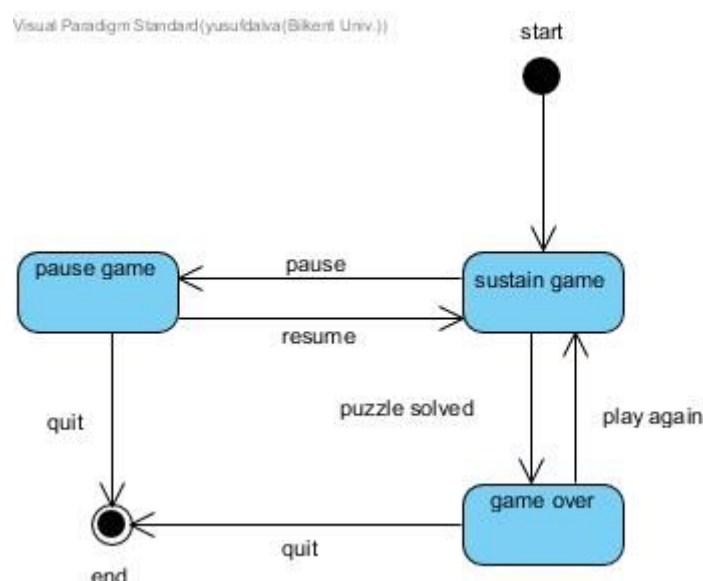 Visual Paradigm Standard(yusufdalva(Bilkent Univ.))
start
pause game
pause
sustain game
resume
puzzle solved
play again
quit
game over
quit
end